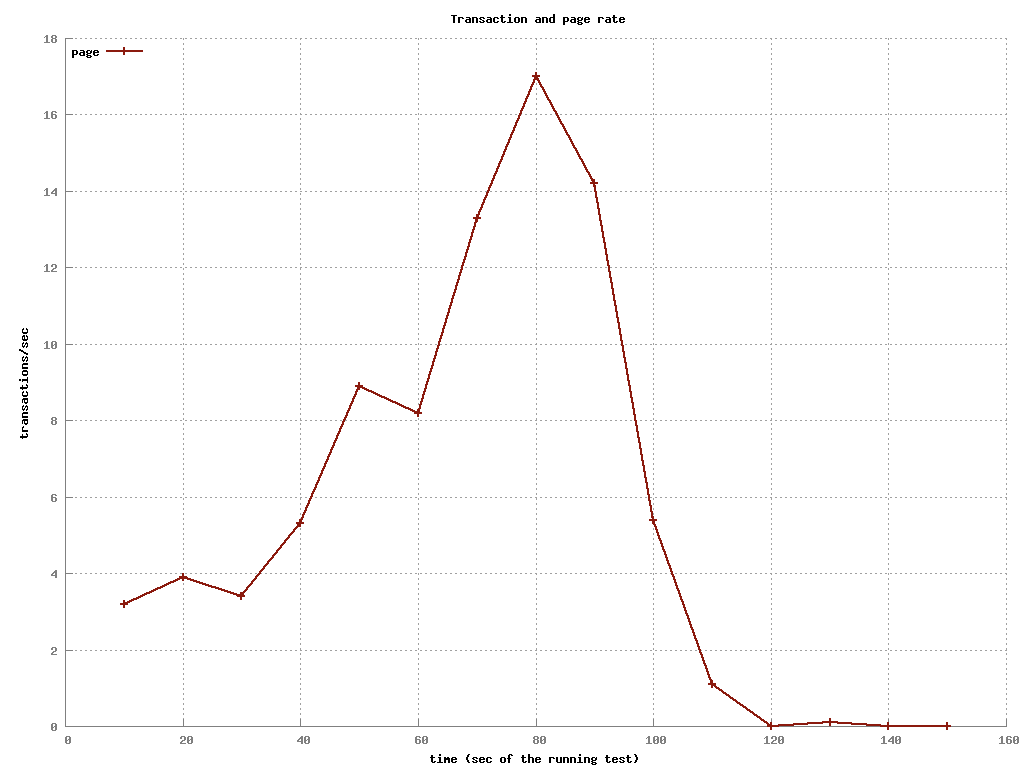 Transaction and page rate
page
18
16
14
12
10
8
6
4
2
0
transactions/sec
0 20 40 60 80 100 120 140 160
time (sec of the running test)